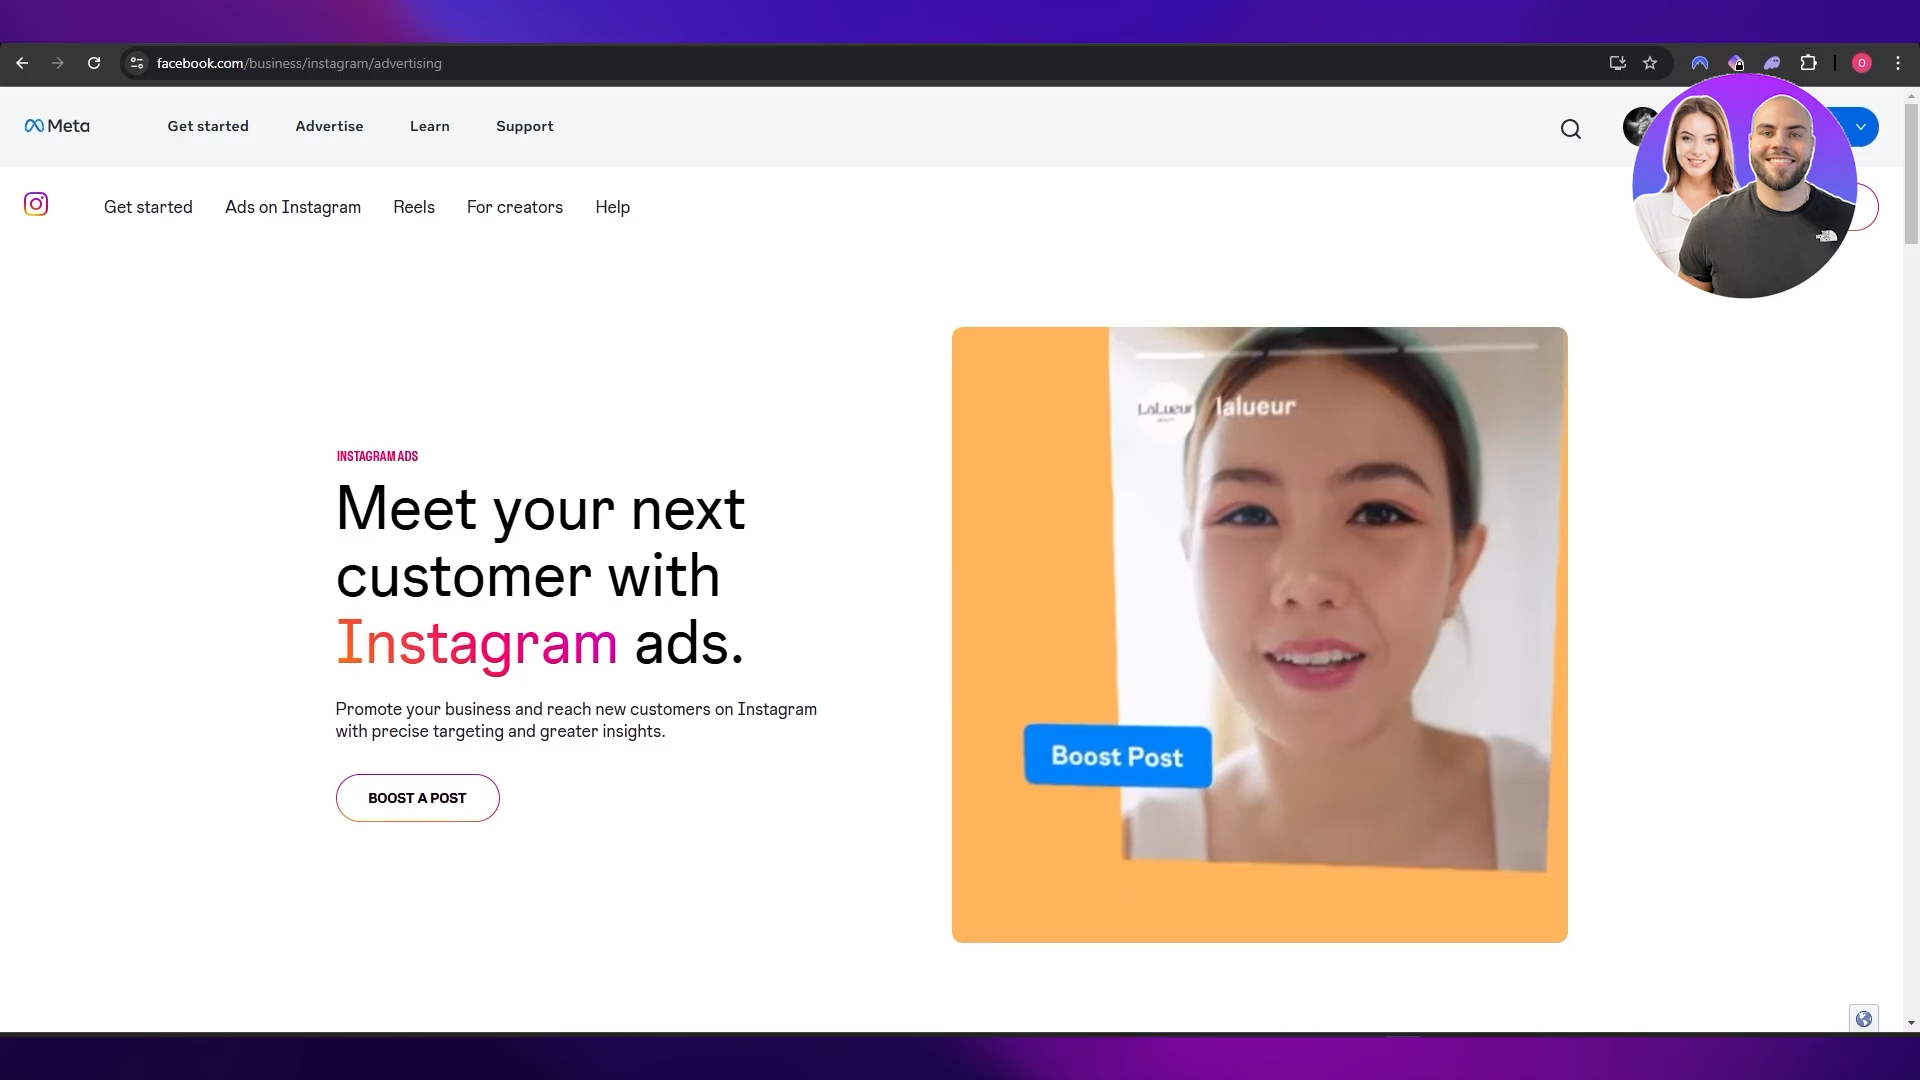 facebook.com/business/instagram/advertising
O
Meta
Get started
Advertise
Learn
Support
Get started
Ads on Instagram
Reels
For creators
Help
LaLueur
lalueur
INSTAGRAM ADS
Meet your next
customer with
Instagram ads.
Promote your business and reach new customers on Instagram
with precise targeting and greater insights.
BOOST A POST
Boost Post